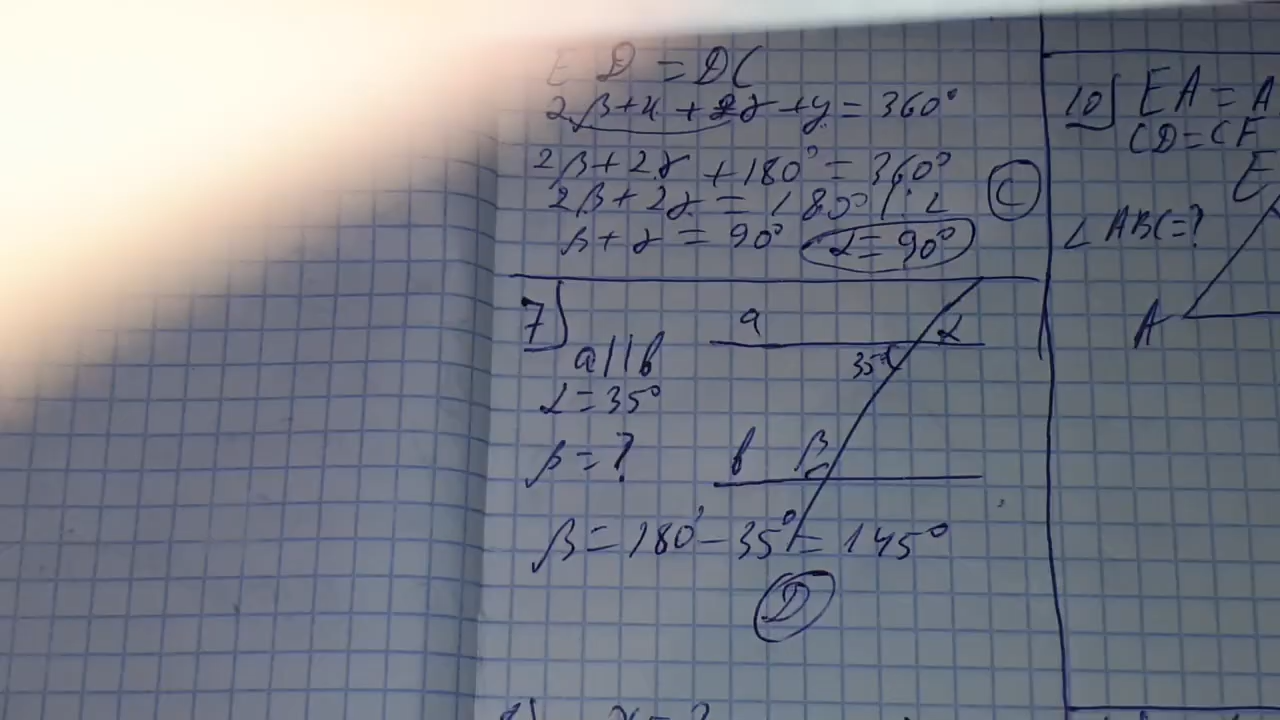 ED = DC
2β+x+2γ+y = 360°
2β+2γ+180° = 360°
2β+2γ = 180° |:2
C
β+γ = 90° α = 90°
7)
a||b
α = 35°
β = ?
a
α
35°
b β
β = 180° - 35° = 145°
D
x = ?
10) EA = A
CD = CF
E
∠ABC = ?
A